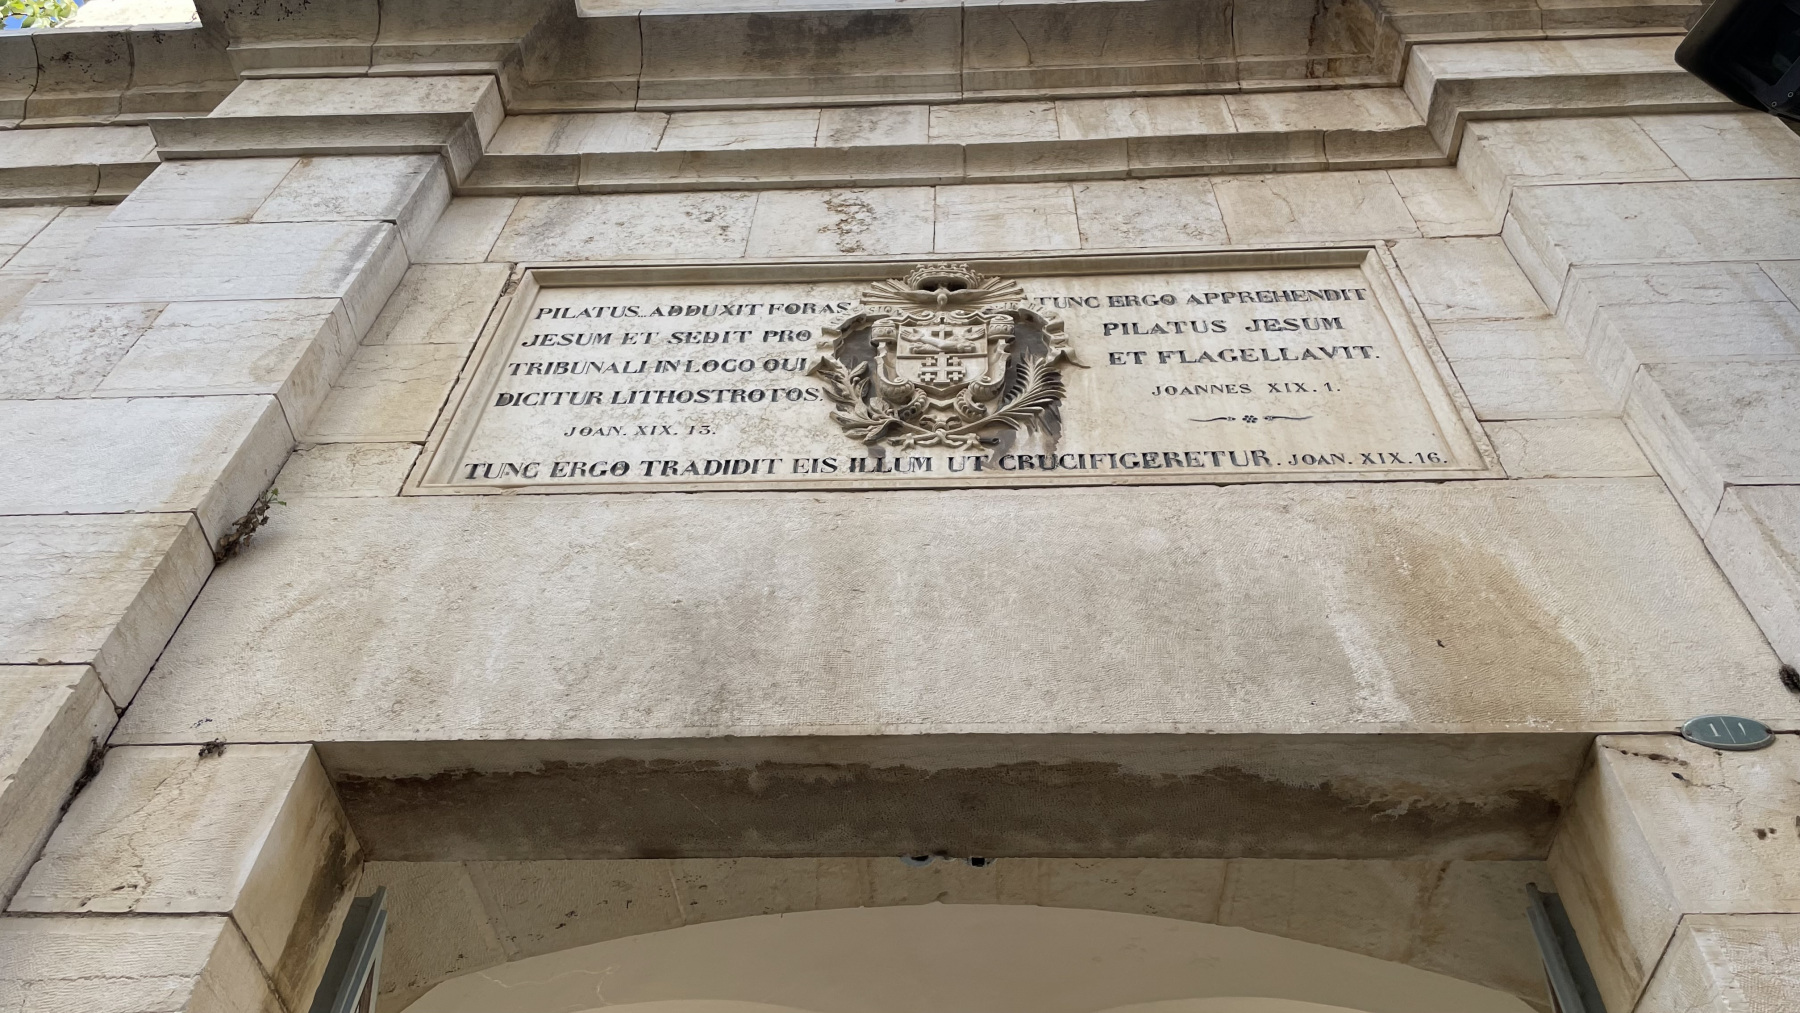 PILATUS..ADDUXIT FORAS
JESUM ET SEDIT PRO
TRIBUNALI·IN LOCO QUI
DICITUR LITHOSTROTOS.
JOAN. XIX. 13.
TUNC ERGO APPREHENDIT
PILATUS JESUM
ET FLAGELLAVIT.
JOANNES XIX. 1.
TUNC ERGO TRADIDIT EIS ILLUM UT CRUCIFIGERETUR. JOAN. XIX. 16.